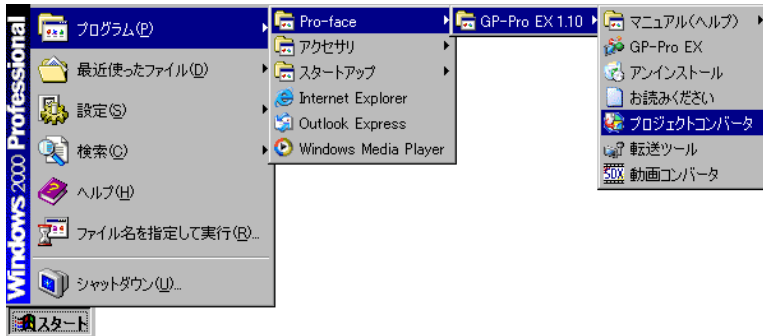 Windows 2000 Professional
プログラム(P)
最近使ったファイル(D)
設定(S)
検索(C)
ヘルプ(H)
ファイル名を指定して実行(R)...
シャットダウン(U)...
スタート
Pro-face
アクセサリ
スタートアップ
Internet Explorer
Outlook Express
Windows Media Player
GP-Pro EX 1.10
マニュアル(ヘルプ)
GP-Pro EX
アンインストール
お読みください
プロジェクトコンバータ
転送ツール
動画コンバータ